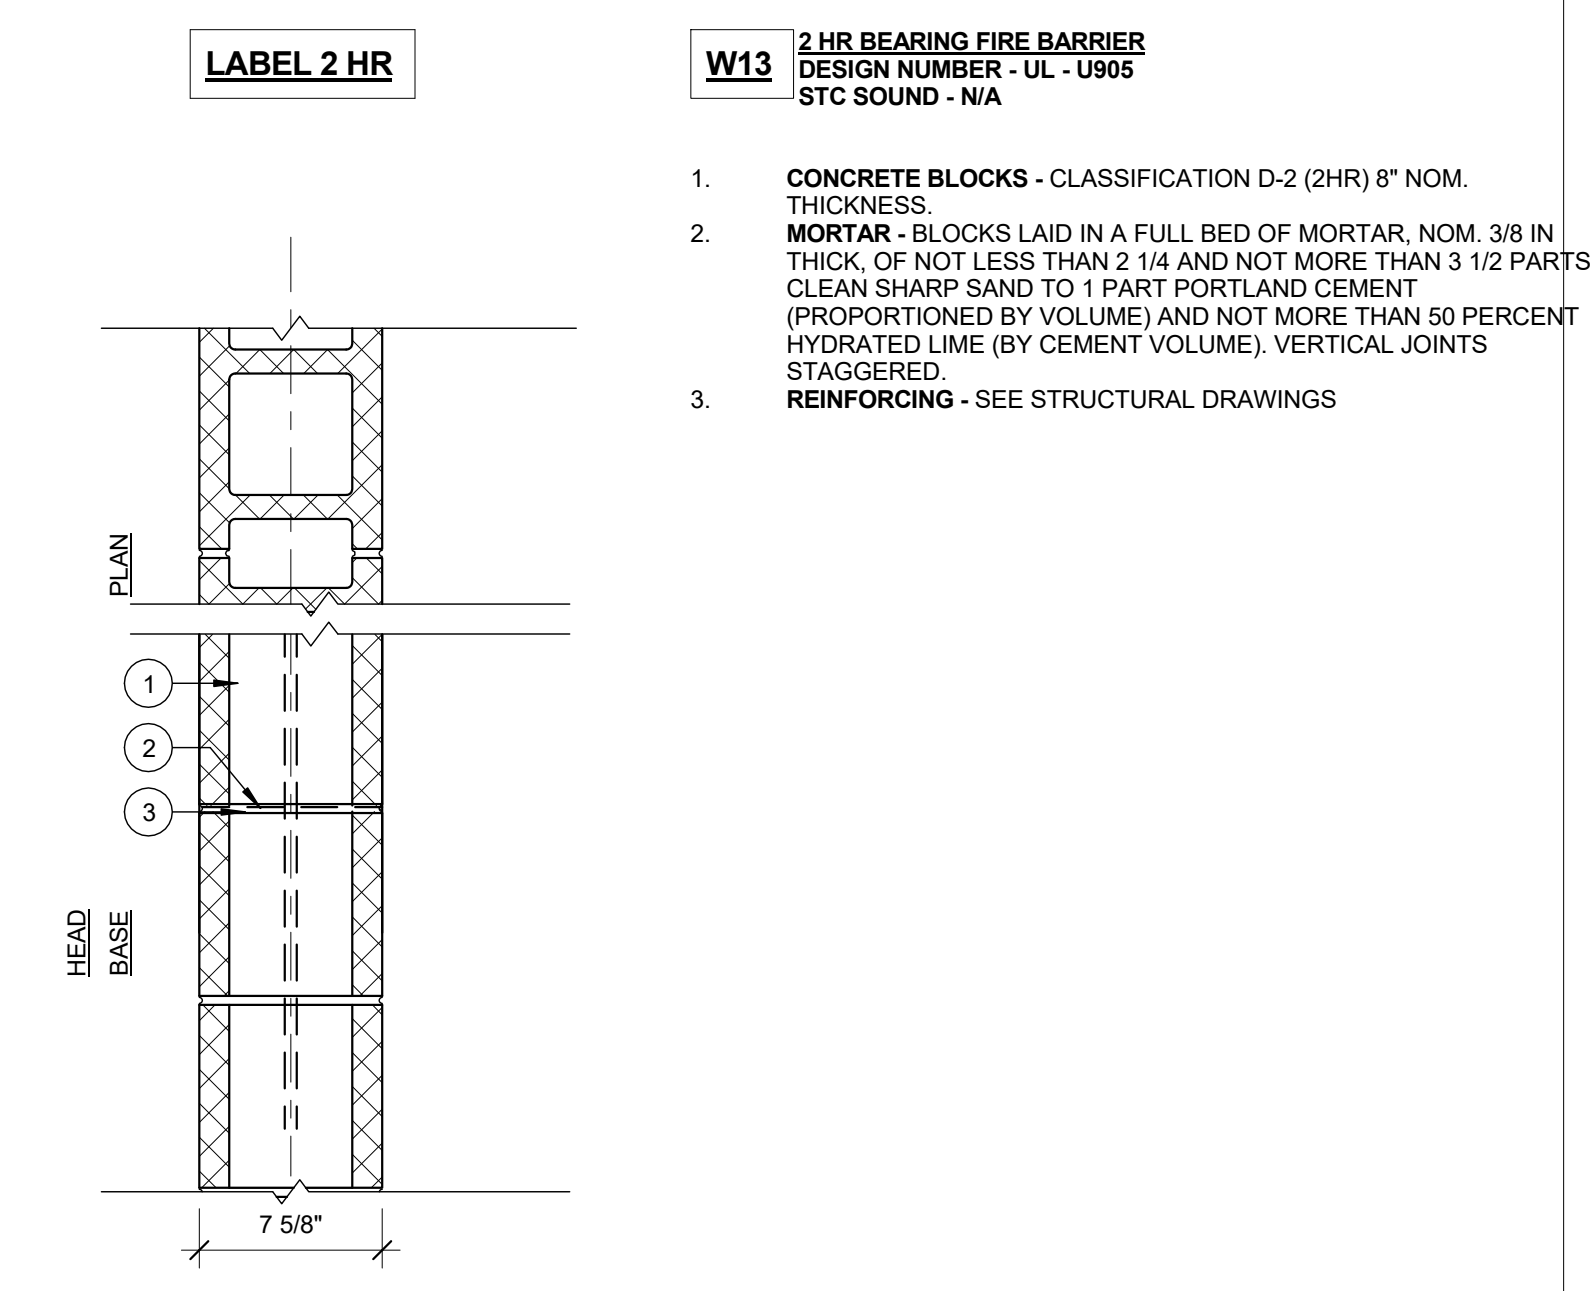 LABEL 2 HR
W13
2 HR BEARING FIRE BARRIER
DESIGN NUMBER - UL - U905
STC SOUND - N/A
1. CONCRETE BLOCKS - CLASSIFICATION D-2 (2HR) 8" NOM.
THICKNESS.
2. MORTAR - BLOCKS LAID IN A FULL BED OF MORTAR, NOM. 3/8 IN
THICK, OF NOT LESS THAN 2 1/4 AND NOT MORE THAN 3 1/2 PARTS
CLEAN SHARP SAND TO 1 PART PORTLAND CEMENT
(PROPORTIONED BY VOLUME) AND NOT MORE THAN 50 PERCENT
HYDRATED LIME (BY CEMENT VOLUME). VERTICAL JOINTS
STAGGERED.
3. REINFORCING - SEE STRUCTURAL DRAWINGS
PLAN
1
2
3
HEAD
BASE
7 5/8"